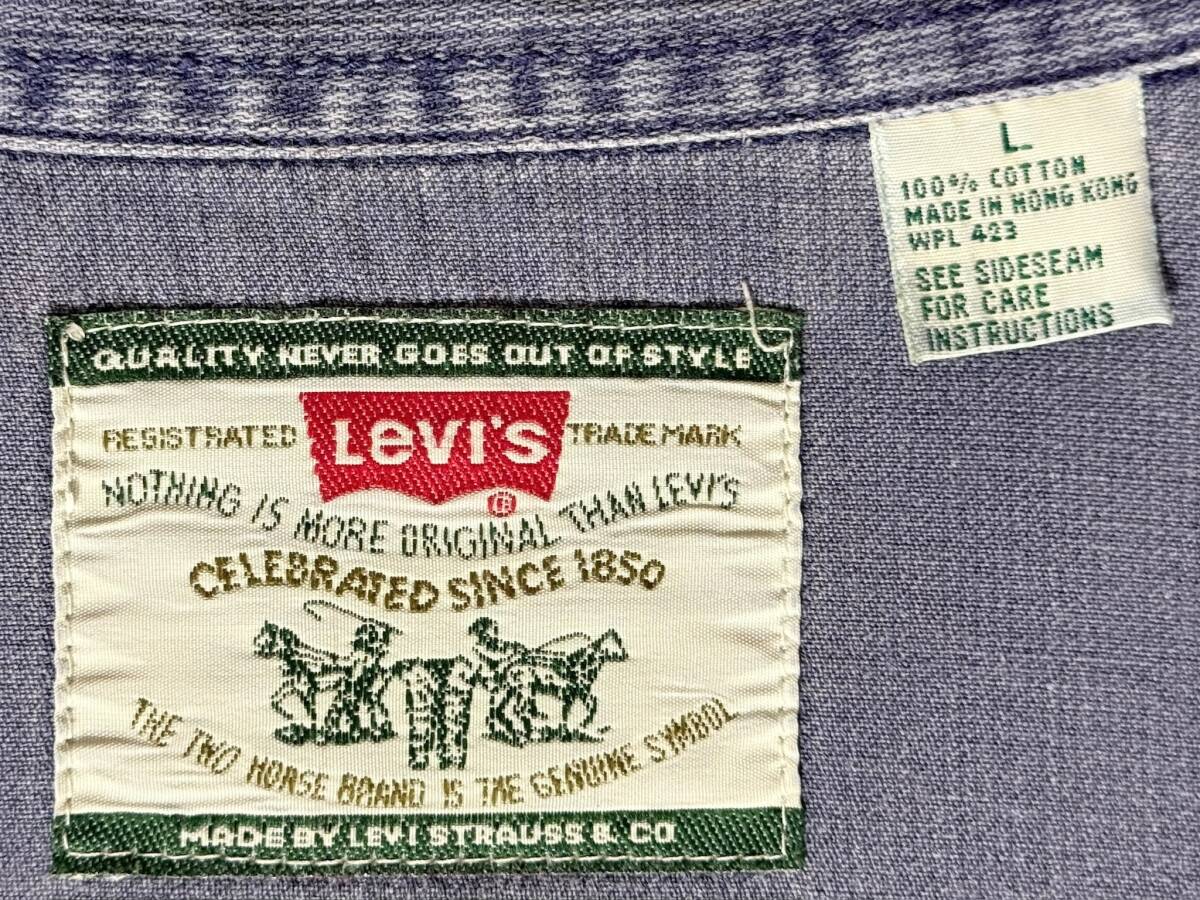 L
100% COTTON
MADE IN HONG KONG
WPL 423
SEE SIDESEAM
FOR CARE
INSTRUCTIONS
QUALITY NEVER GOES OUT OF STYLE
REGISTRATED LEVI'S TRADE MARK
®
NOTHING IS MORE ORIGINAL THAN LEVI'S
CELEBRATED SINCE 1850
THE TWO HORSE BRAND IS THE GENUINE SYMBOL
MADE BY LEVI STRAUSS & CO